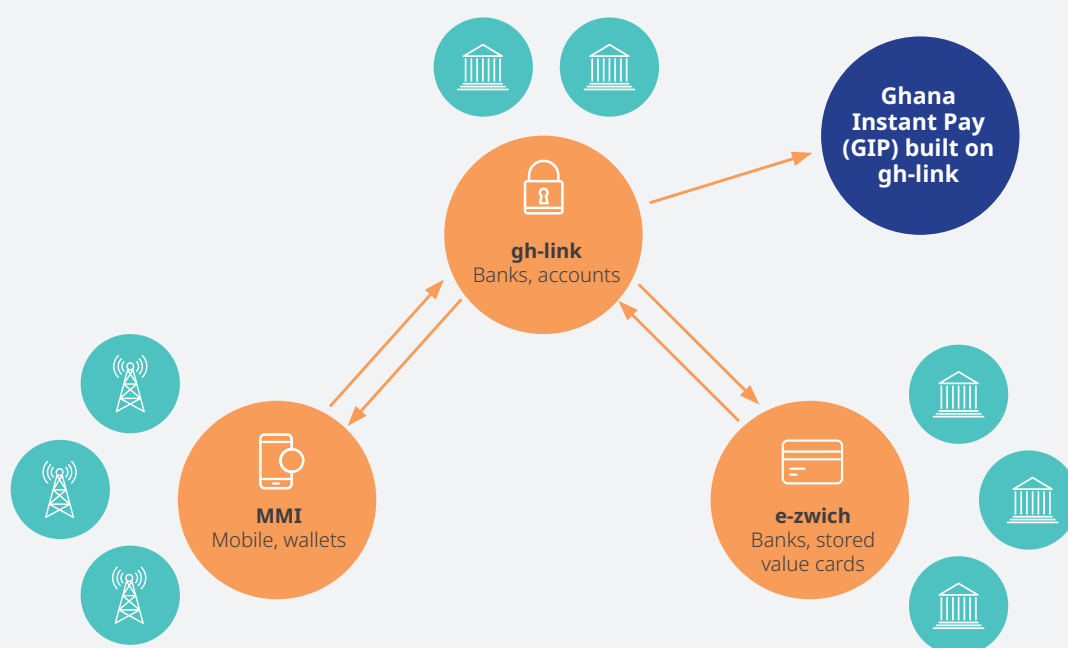 Ghana
Instant Pay
(GIP) built on
gh-link
gh-link
Banks, accounts
MMI
Mobile, wallets
e-zwich
Banks, stored
value cards